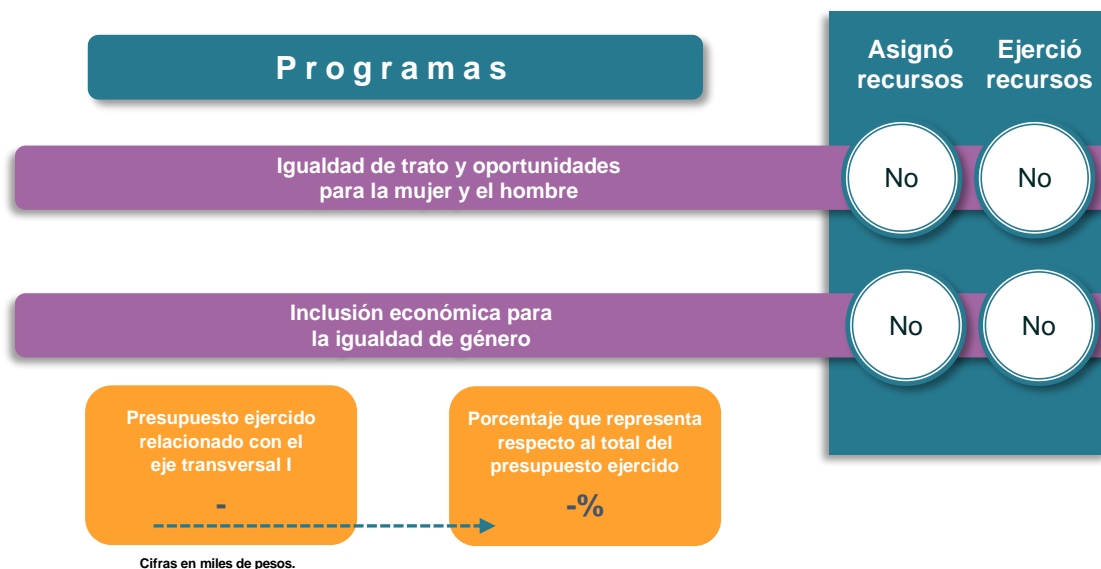 Programas
Asignó
recursos
Ejerció
recursos
Igualdad de trato y oportunidades
para la mujer y el hombre
No
No
Inclusión económica para
la igualdad de género
No
No
Presupuesto ejercido
relacionado con el
eje transversal I
-
Porcentaje que representa
respecto al total del
presupuesto ejercido
-%
Cifras en miles de pesos.